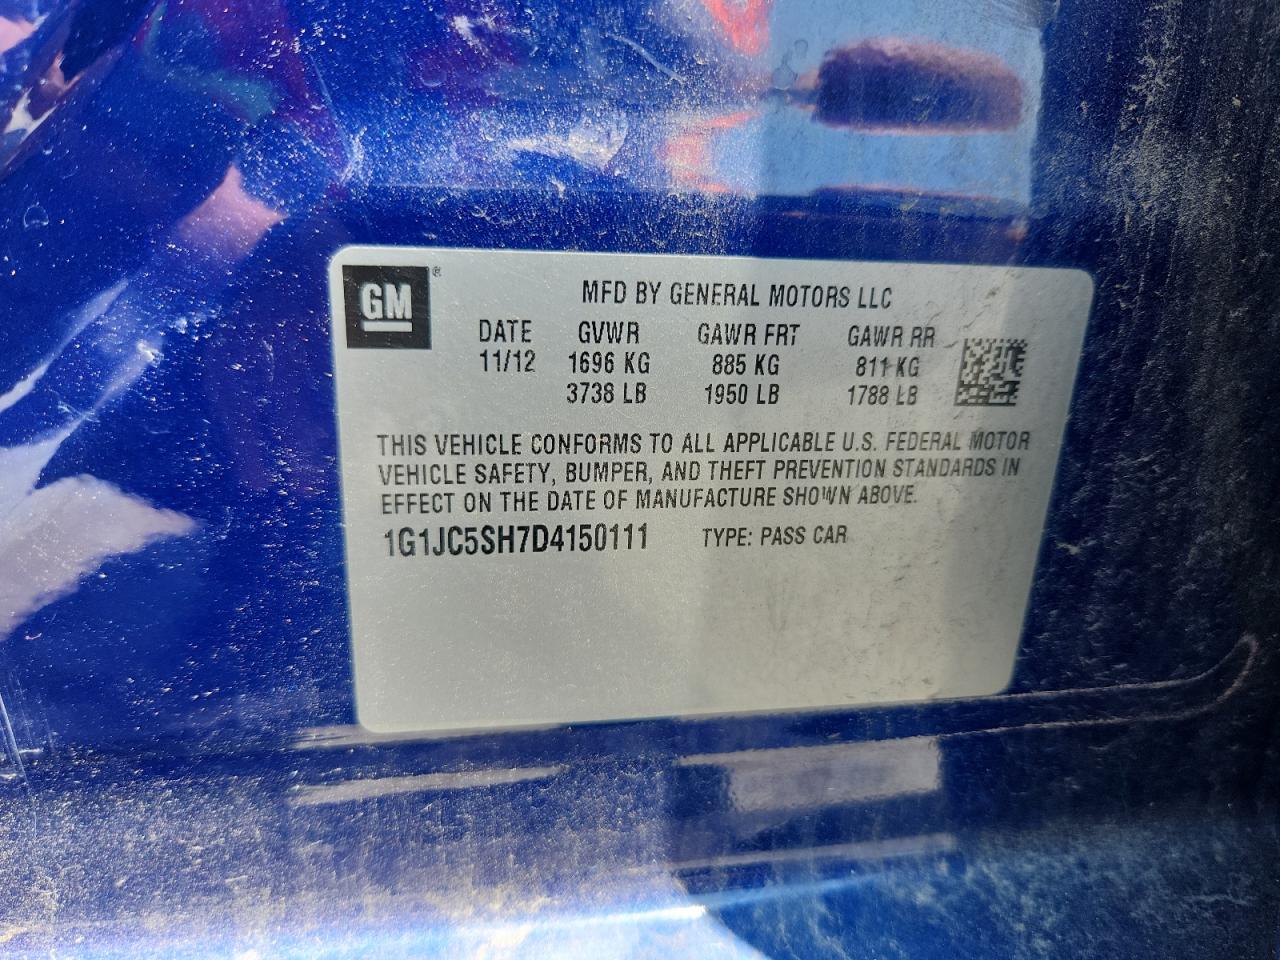 GM®
MFD BY GENERAL MOTORS LLC
DATE GVWR GAWR FRT GAWR RR
11/12 1696 KG 885 KG 811 KG
3738 LB 1950 LB 1788 LB
THIS VEHICLE CONFORMS TO ALL APPLICABLE U.S. FEDERAL MOTOR
VEHICLE SAFETY, BUMPER, AND THEFT PREVENTION STANDARDS IN
EFFECT ON THE DATE OF MANUFACTURE SHOWN ABOVE.
1G1JC5SH7D4150111 TYPE: PASS CAR